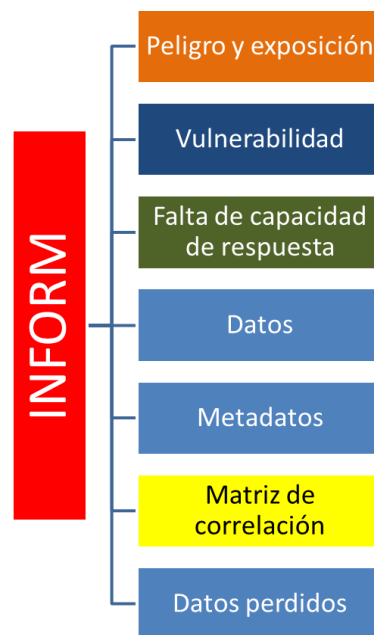 INFORM
Peligro y exposición
Vulnerabilidad
Falta de capacidad
de respuesta
Datos
Metadatos
Matriz de
correlación
Datos perdidos